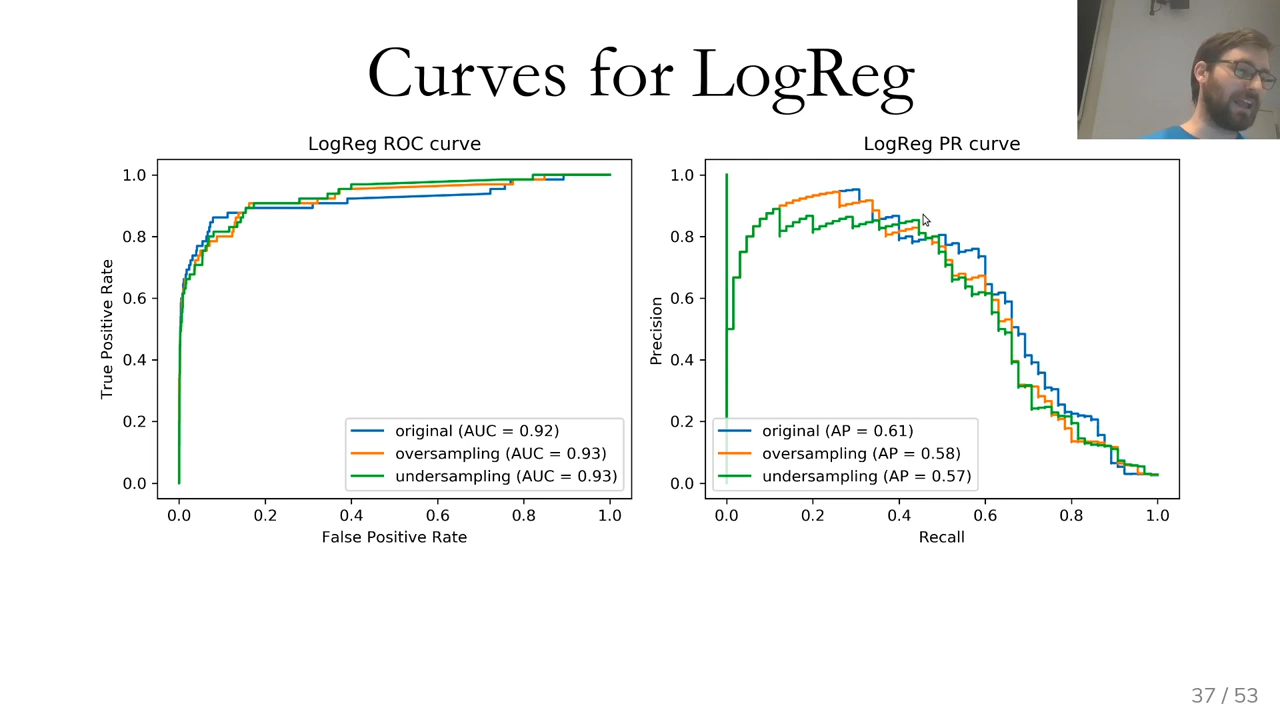 Curves for LogReg
LogReg ROC curve
True Positive Rate
1.0
0.8
0.6
0.4
0.2
0.0
original (AUC = 0.92)
oversampling (AUC = 0.93)
undersampling (AUC = 0.93)
0.0 0.2 0.4 0.6 0.8 1.0
False Positive Rate
LogReg PR curve
Precision
1.0
0.8
0.6
0.4
0.2
0.0
original (AP = 0.61)
oversampling (AP = 0.58)
undersampling (AP = 0.57)
0.0 0.2 0.4 0.6 0.8 1.0
Recall
37 / 53